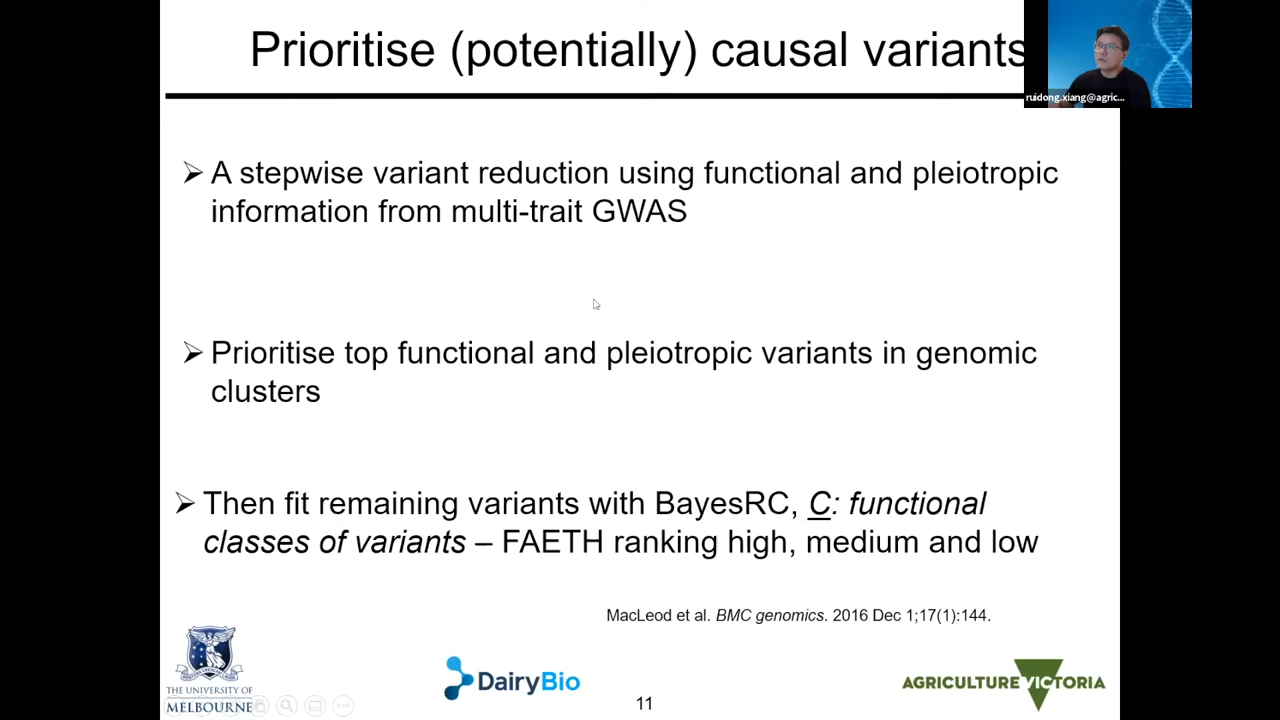 Prioritise (potentially) causal variants
ruidong.xiang@agric...
➢ A stepwise variant reduction using functional and pleiotropic
information from multi-trait GWAS
➢ Prioritise top functional and pleiotropic variants in genomic
clusters
➢ Then fit remaining variants with BayesRC, C: functional
classes of variants – FAETH ranking high, medium and low
MacLeod et al. BMC genomics. 2016 Dec 1;17(1):144.
THE UNIVERSITY OF
MELBOURNE
DairyBio
11
AGRICULTURE VICTORIA